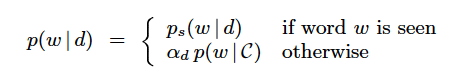 p(w | d) = { p_s(w | d) if word w is seen
α_d p(w | 𝒞) otherwise